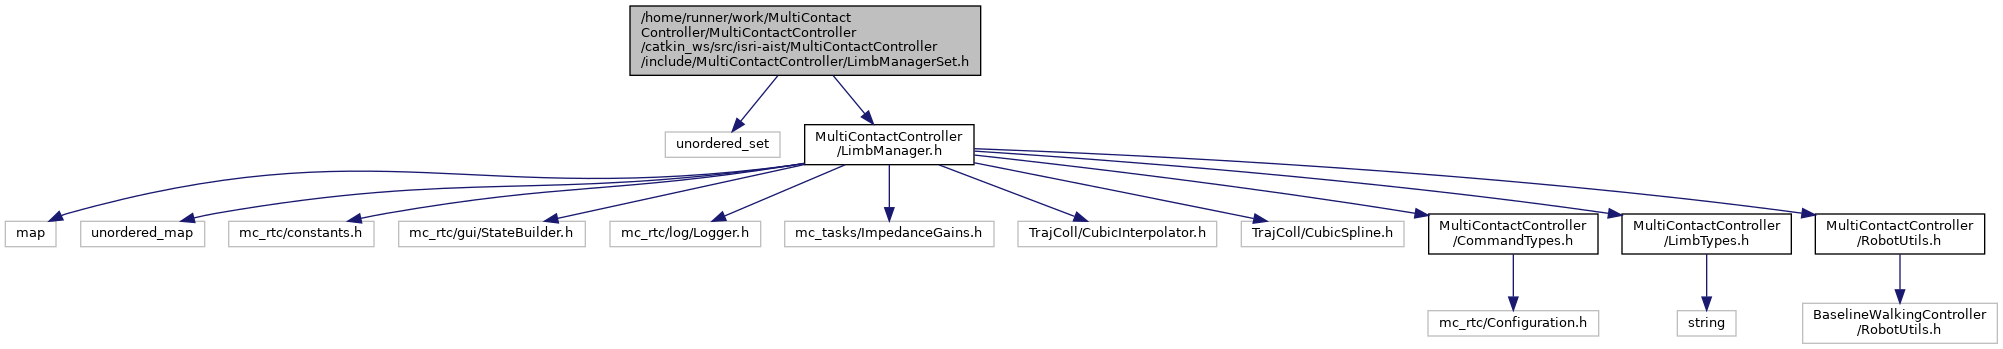 /home/runner/work/MultiContact
Controller/MultiContactController
/catkin_ws/src/isri-aist/MultiContactController
/include/MultiContactController/LimbManagerSet.h
unordered_set
MultiContactController
/LimbManager.h
map
unordered_map
mc_rtc/constants.h
mc_rtc/gui/StateBuilder.h
mc_rtc/log/Logger.h
mc_tasks/ImpedanceGains.h
TrajColl/CubicInterpolator.h
TrajColl/CubicSpline.h
MultiContactController
/CommandTypes.h
MultiContactController
/LimbTypes.h
MultiContactController
/RobotUtils.h
mc_rtc/Configuration.h
string
BaselineWalkingController
/RobotUtils.h